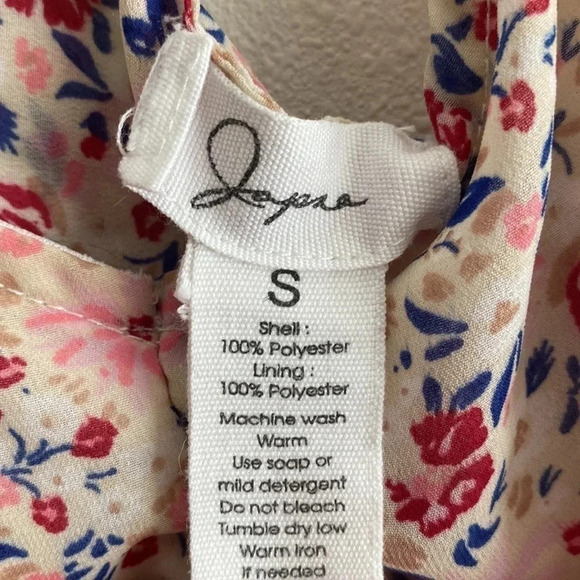 S
Shell :
100% Polyester
Lining :
100% Polyester
Machine wash
Warm
Use soap or
mild detergent
Do not bleach
Tumble dry low
Warm Iron
If needed